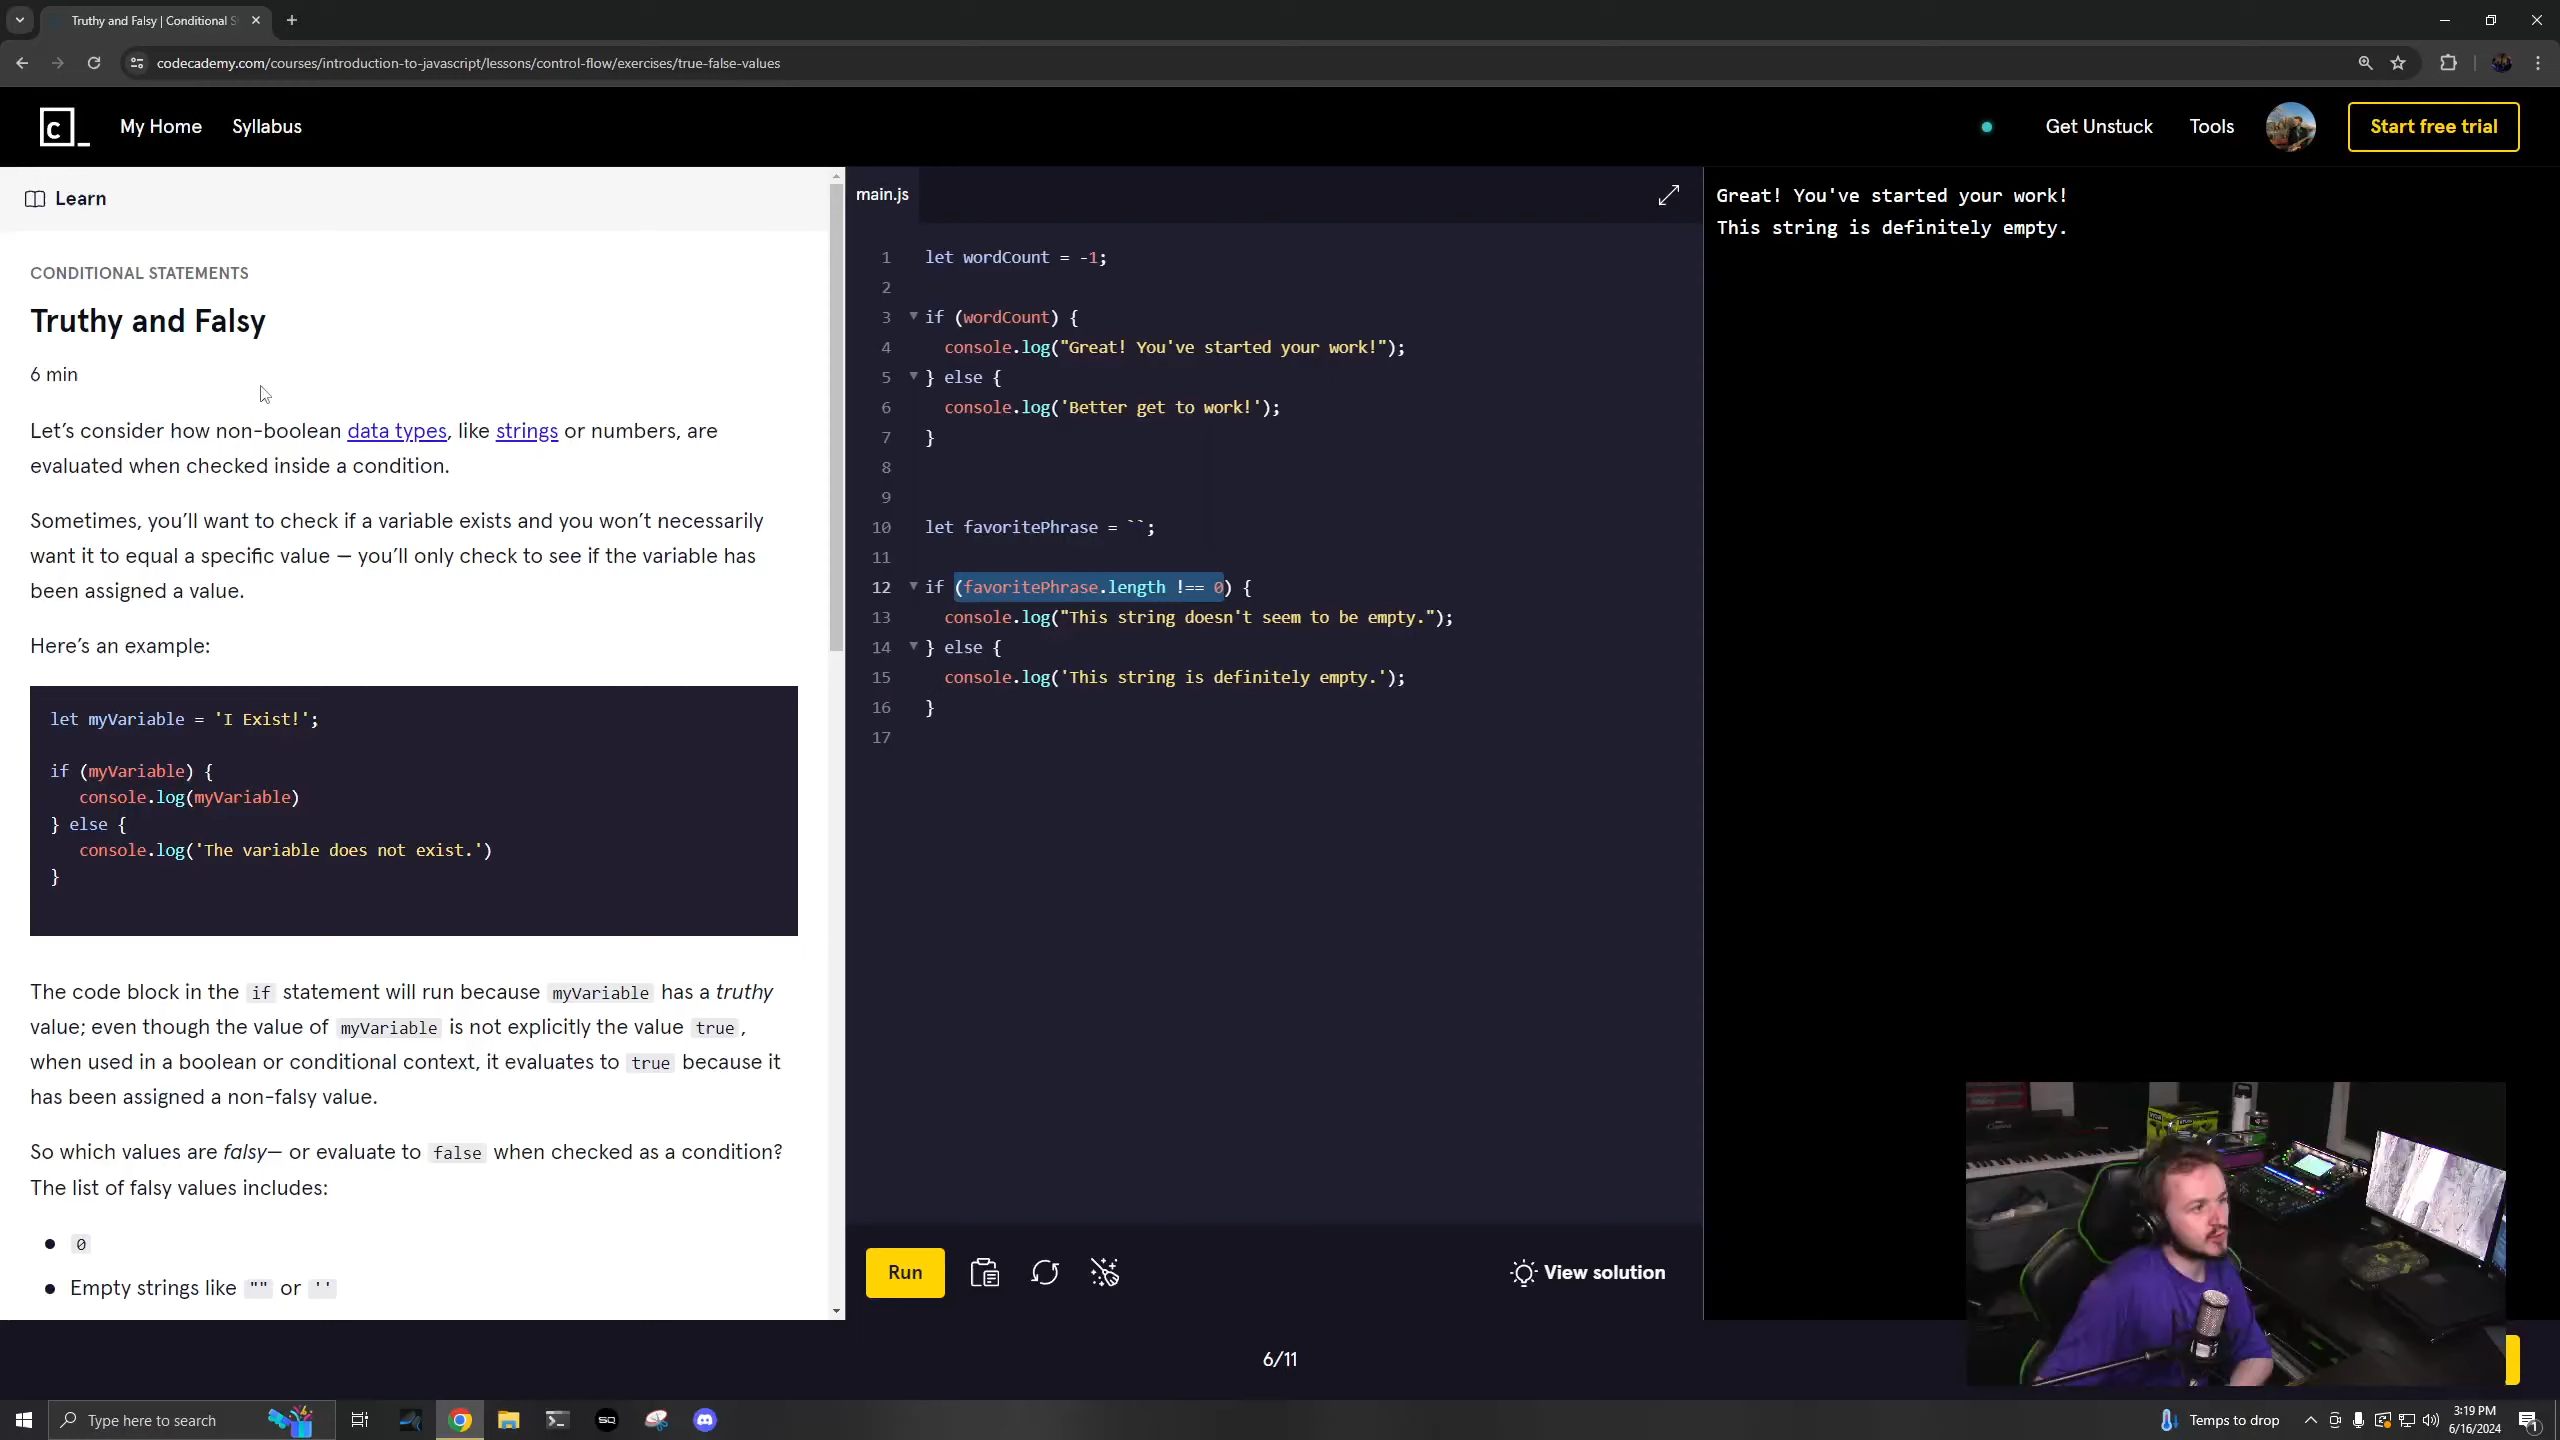 Truthy and Falsy | Conditional S
codecademy.com/courses/introduction-to-javascript/lessons/control-flow/exercises/true-false-values
c_
My Home
Syllabus
Get Unstuck
Tools
Start free trial
Learn
CONDITIONAL STATEMENTS
Truthy and Falsy
6 min
Let’s consider how non-boolean data types, like strings or numbers, are
evaluated when checked inside a condition.
Sometimes, you’ll want to check if a variable exists and you won’t necessarily
want it to equal a specific value — you’ll only check to see if the variable has
been assigned a value.
Here’s an example:
let myVariable = 'I Exist!';
if (myVariable) {
console.log(myVariable)
} else {
console.log('The variable does not exist.')
}
The code block in the if statement will run because myVariable has a truthy
value; even though the value of myVariable is not explicitly the value true,
when used in a boolean or conditional context, it evaluates to true because it
has been assigned a non-falsy value.
So which values are falsy— or evaluate to false when checked as a condition?
The list of falsy values includes:
0
Empty strings like "" or ''
main.js
1 let wordCount = -1;
2
3 if (wordCount) {
4 console.log("Great! You've started your work!");
5 } else {
6 console.log('Better get to work!');
7 }
8
9
10 let favoritePhrase = ``;
11
12 if (favoritePhrase.length !== 0) {
13 console.log("This string doesn't seem to be empty.");
14 } else {
15 console.log('This string is definitely empty.');
16 }
17
Run
View solution
Great! You've started your work!
This string is definitely empty.
6/11
Type here to search
SQ
Temps to drop
3:19 PM
6/16/2024
1